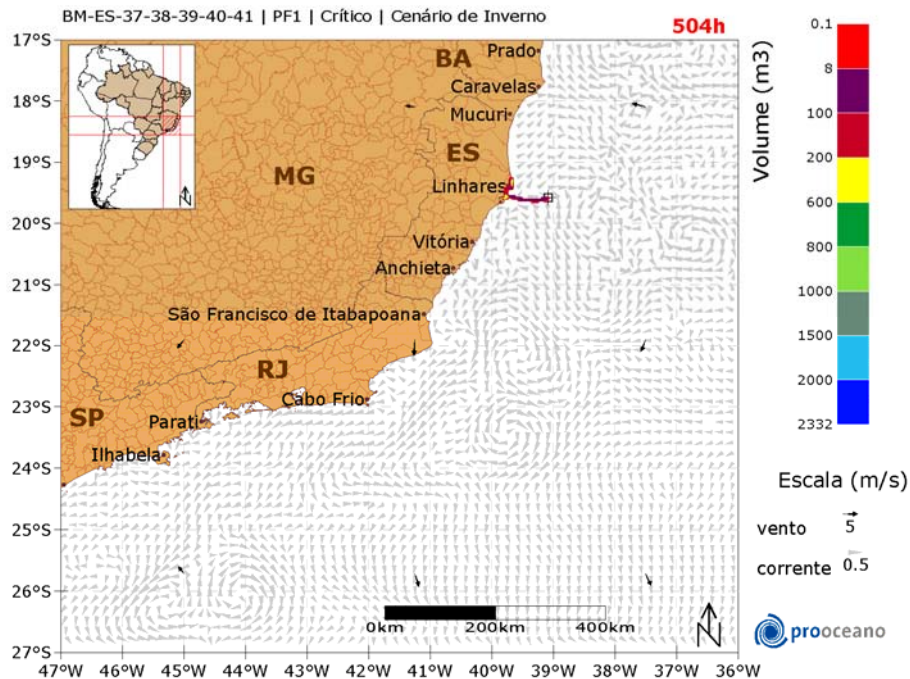 BM-ES-37-38-39-40-41 | PF1 | Crítico | Cenário de Inverno
504h
17°S
18°S
19°S
20°S
21°S
22°S
23°S
24°S
25°S
26°S
27°S
BA
Prado
Caravelas
Mucuri
ES
MG
Linhares
Vitória
Anchieta
São Francisco de Itabapoana
RJ
Cabo Frio
SP
Parati
Ilhabela
N
0km 200km 400km
N
47°W 46°W 45°W 44°W 43°W 42°W 41°W 40°W 39°W 38°W 37°W 36°W
Volume (m3)
0.1
8
100
200
600
800
1000
1500
2000
2332
Escala (m/s)
vento 5
corrente 0.5
prooceano